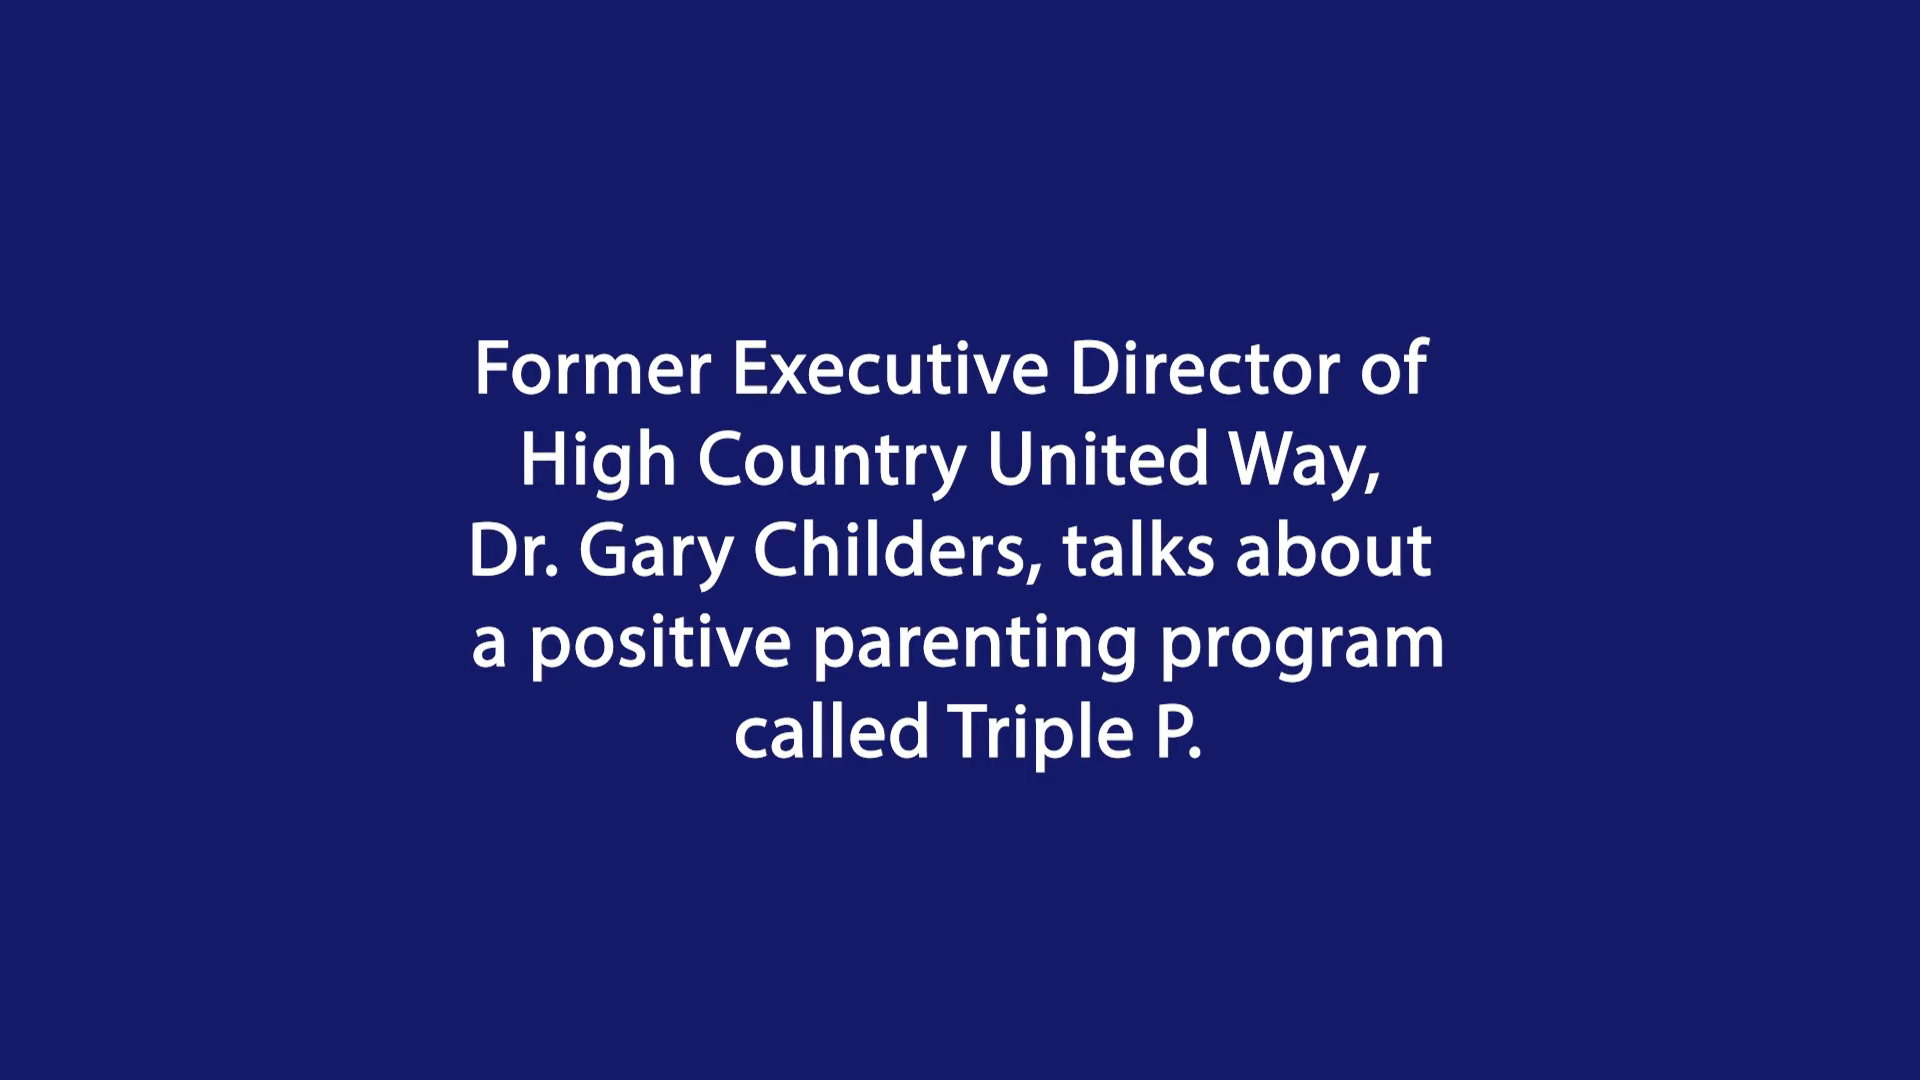 Former Executive Director of
High Country United Way,
Dr. Gary Childers, talks about
a positive parenting program
called Triple P.